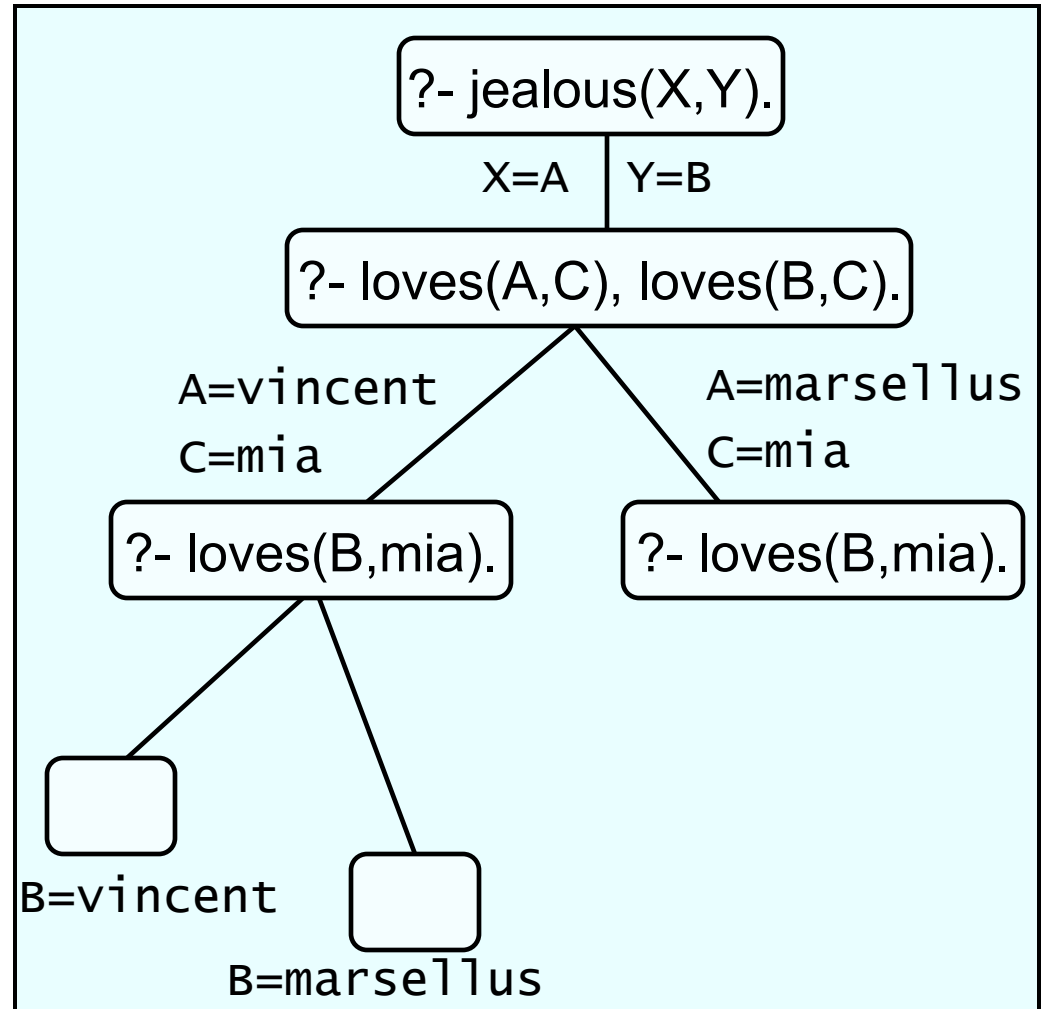 ?- jealous(X,Y).
X=A Y=B
?- loves(A,C), loves(B,C).
A=vincent
C=mia
A=marsellus
C=mia
?- loves(B,mia).
?- loves(B,mia).
B=vincent
B=marsellus